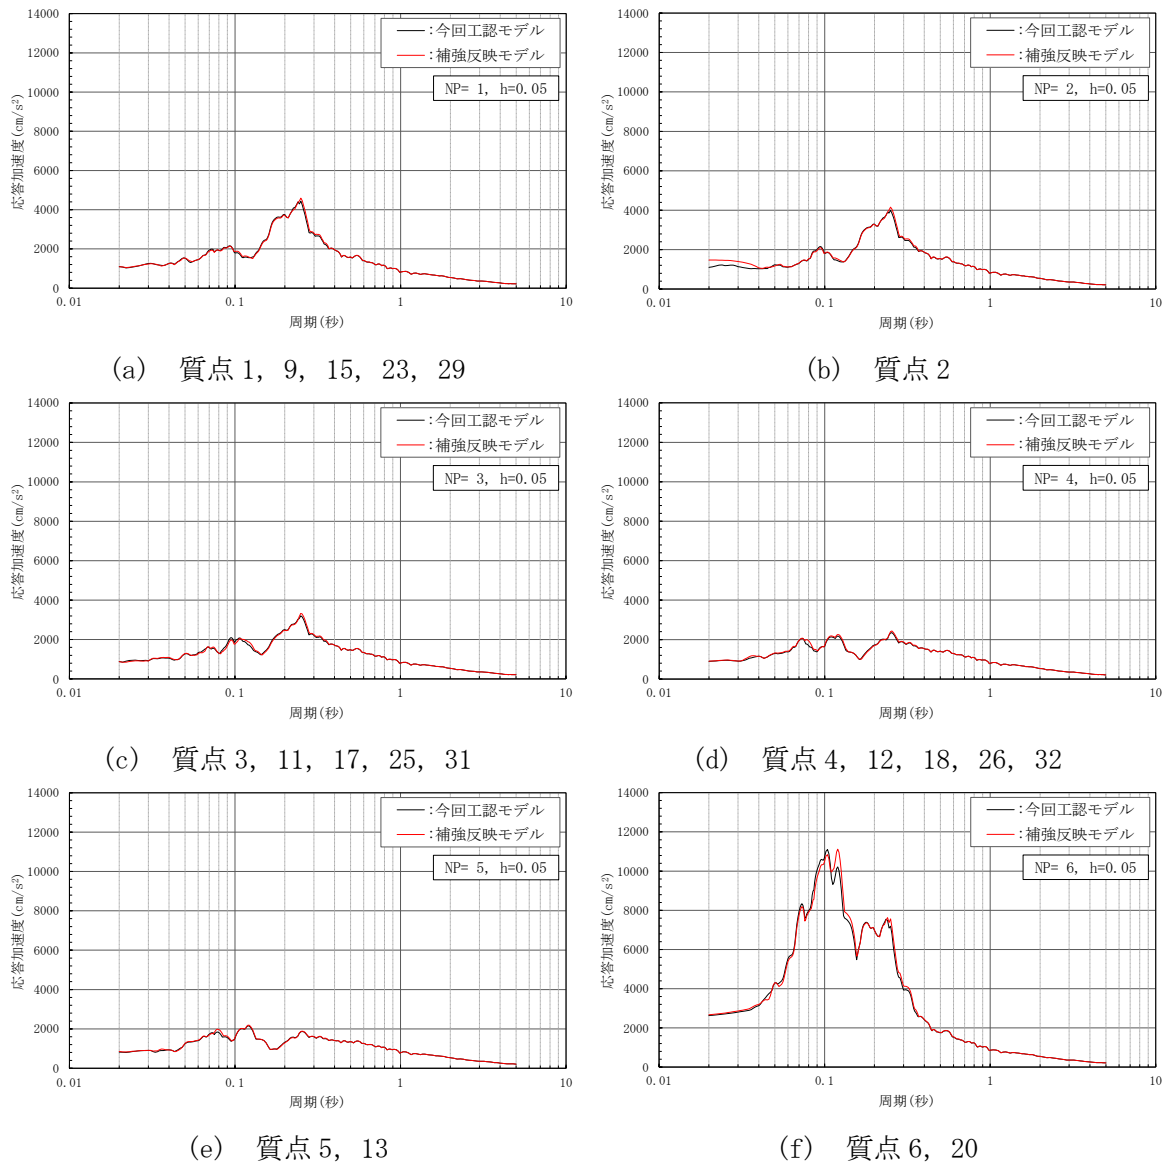 14000
12000
10000
8000
6000
4000
2000
0
0.01
0.1
1
10
応答加速度(cm/s²)
周期(秒)
:今回工認モデル
:補強反映モデル
NP= 1, h=0.05
(a) 質点 1, 9, 15, 23, 29
14000
12000
10000
8000
6000
4000
2000
0
0.01
0.1
1
10
応答加速度(cm/s²)
周期(秒)
:今回工認モデル
:補強反映モデル
NP= 2, h=0.05
(b) 質点 2
14000
12000
10000
8000
6000
4000
2000
0
0.01
0.1
1
10
応答加速度(cm/s²)
周期(秒)
:今回工認モデル
:補強反映モデル
NP= 3, h=0.05
(c) 質点 3, 11, 17, 25, 31
14000
12000
10000
8000
6000
4000
2000
0
0.01
0.1
1
10
応答加速度(cm/s²)
周期(秒)
:今回工認モデル
:補強反映モデル
NP= 4, h=0.05
(d) 質点 4, 12, 18, 26, 32
14000
12000
10000
8000
6000
4000
2000
0
0.01
0.1
1
10
応答加速度(cm/s²)
周期(秒)
:今回工認モデル
:補強反映モデル
NP= 5, h=0.05
(e) 質点 5, 13
14000
12000
10000
8000
6000
4000
2000
0
0.01
0.1
1
10
応答加速度(cm/s²)
周期(秒)
:今回工認モデル
:補強反映モデル
NP= 6, h=0.05
(f) 質点 6, 20